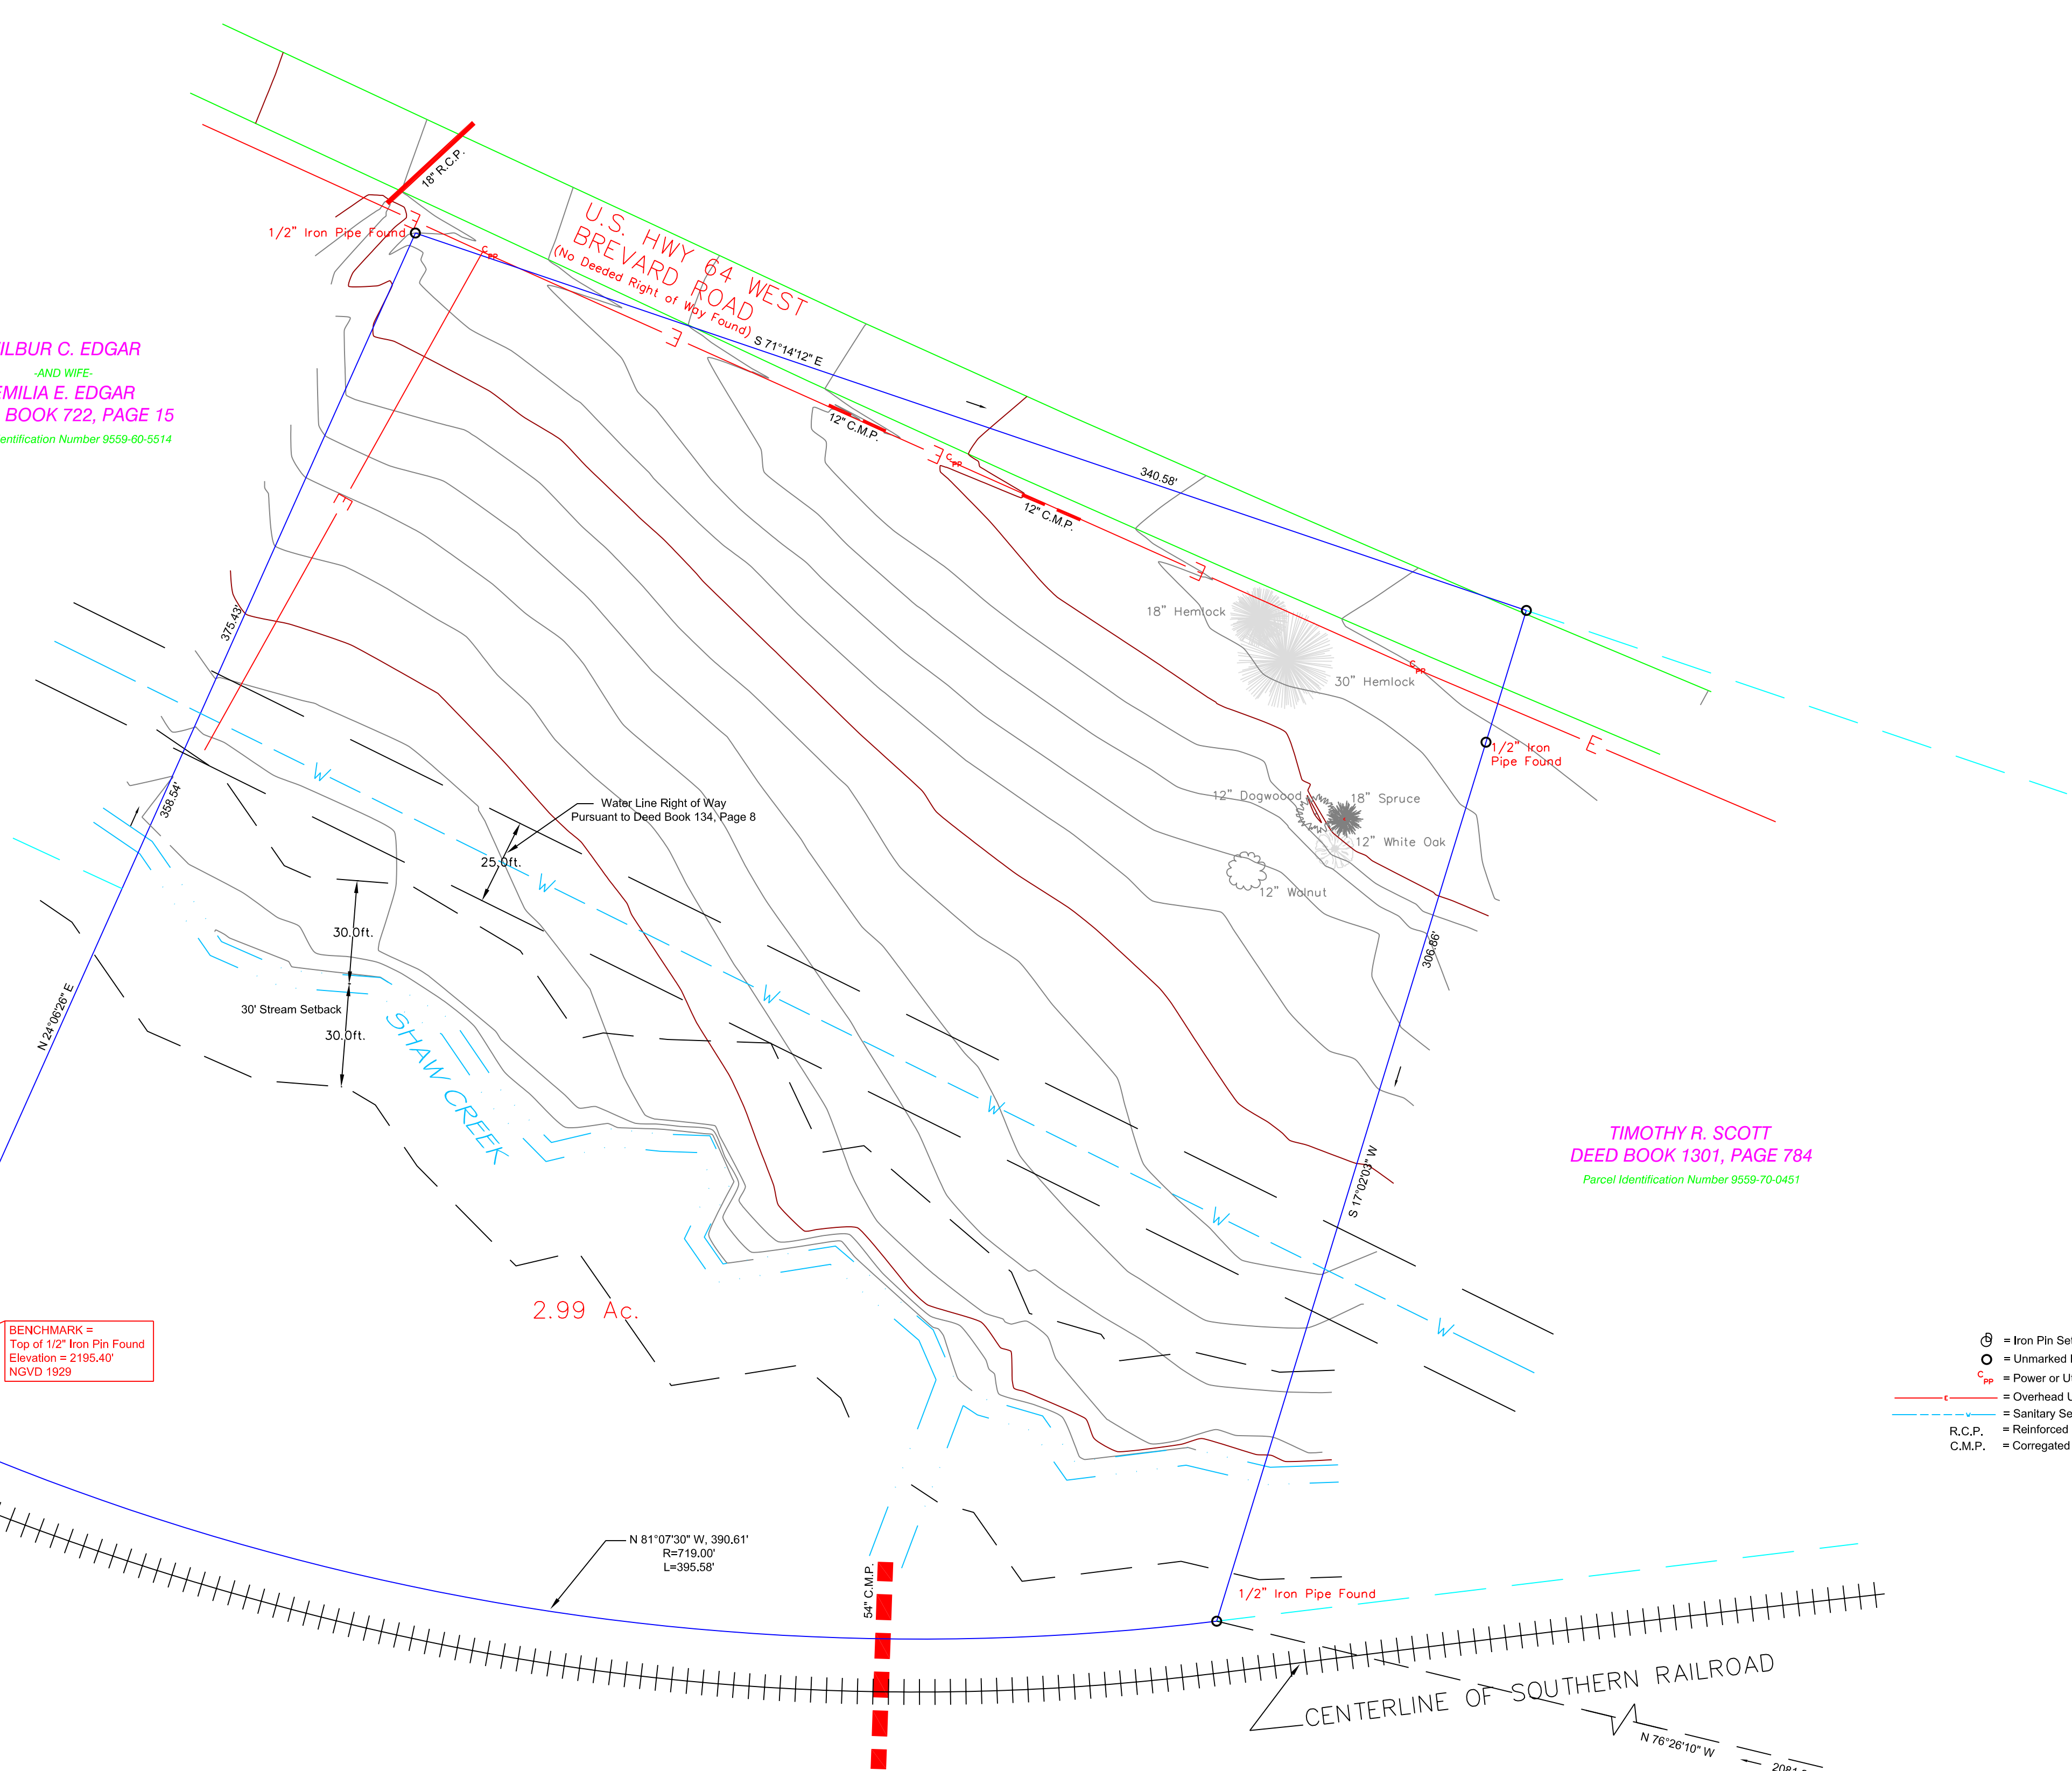 18" R.C.P.
1/2" Iron Pipe Found
C PP
E
U.S. HWY 64 WEST
BREVARD ROAD
(No Deeded Right of Way Found)
S 71°14'12" E
E
12" C.M.P.
E
C PP
340.58'
12" C.M.P.
E
ILBUR C. EDGAR
-AND WIFE-
EMILIA E. EDGAR
BOOK 722, PAGE 15
entification Number 9559-60-5514
E
375.43'
18" Hemlock
30" Hemlock
C PP
E
1/2" Iron
Pipe Found
12" Dogwoood
18" Spruce
12" White Oak
12" Walnut
W
358.54'
Water Line Right of Way
Pursuant to Deed Book 134, Page 8
25.0ft.
W
30.0ft.
30' Stream Setback
30.0ft.
N 24°06'26" E
SHAW CREEK
W
306.86'
W
S 17°02'03" W
W
W
TIMOTHY R. SCOTT
DEED BOOK 1301, PAGE 784
Parcel Identification Number 9559-70-0451
2.99 Ac.
BENCHMARK =
Top of 1/2" Iron Pin Found
Elevation = 2195.40'
NGVD 1929
= Iron Pin Set
= Unmarked
C PP = Power or
E = Overhead
W = Sanitary
R.C.P. = Reinforced
C.M.P. = Corregated
N 81°07'30" W, 390.61'
R=719.00'
L=395.58'
54" C.M.P.
1/2" Iron Pipe Found
CENTERLINE OF SOUTHERN RAILROAD
N 76°26'10" W